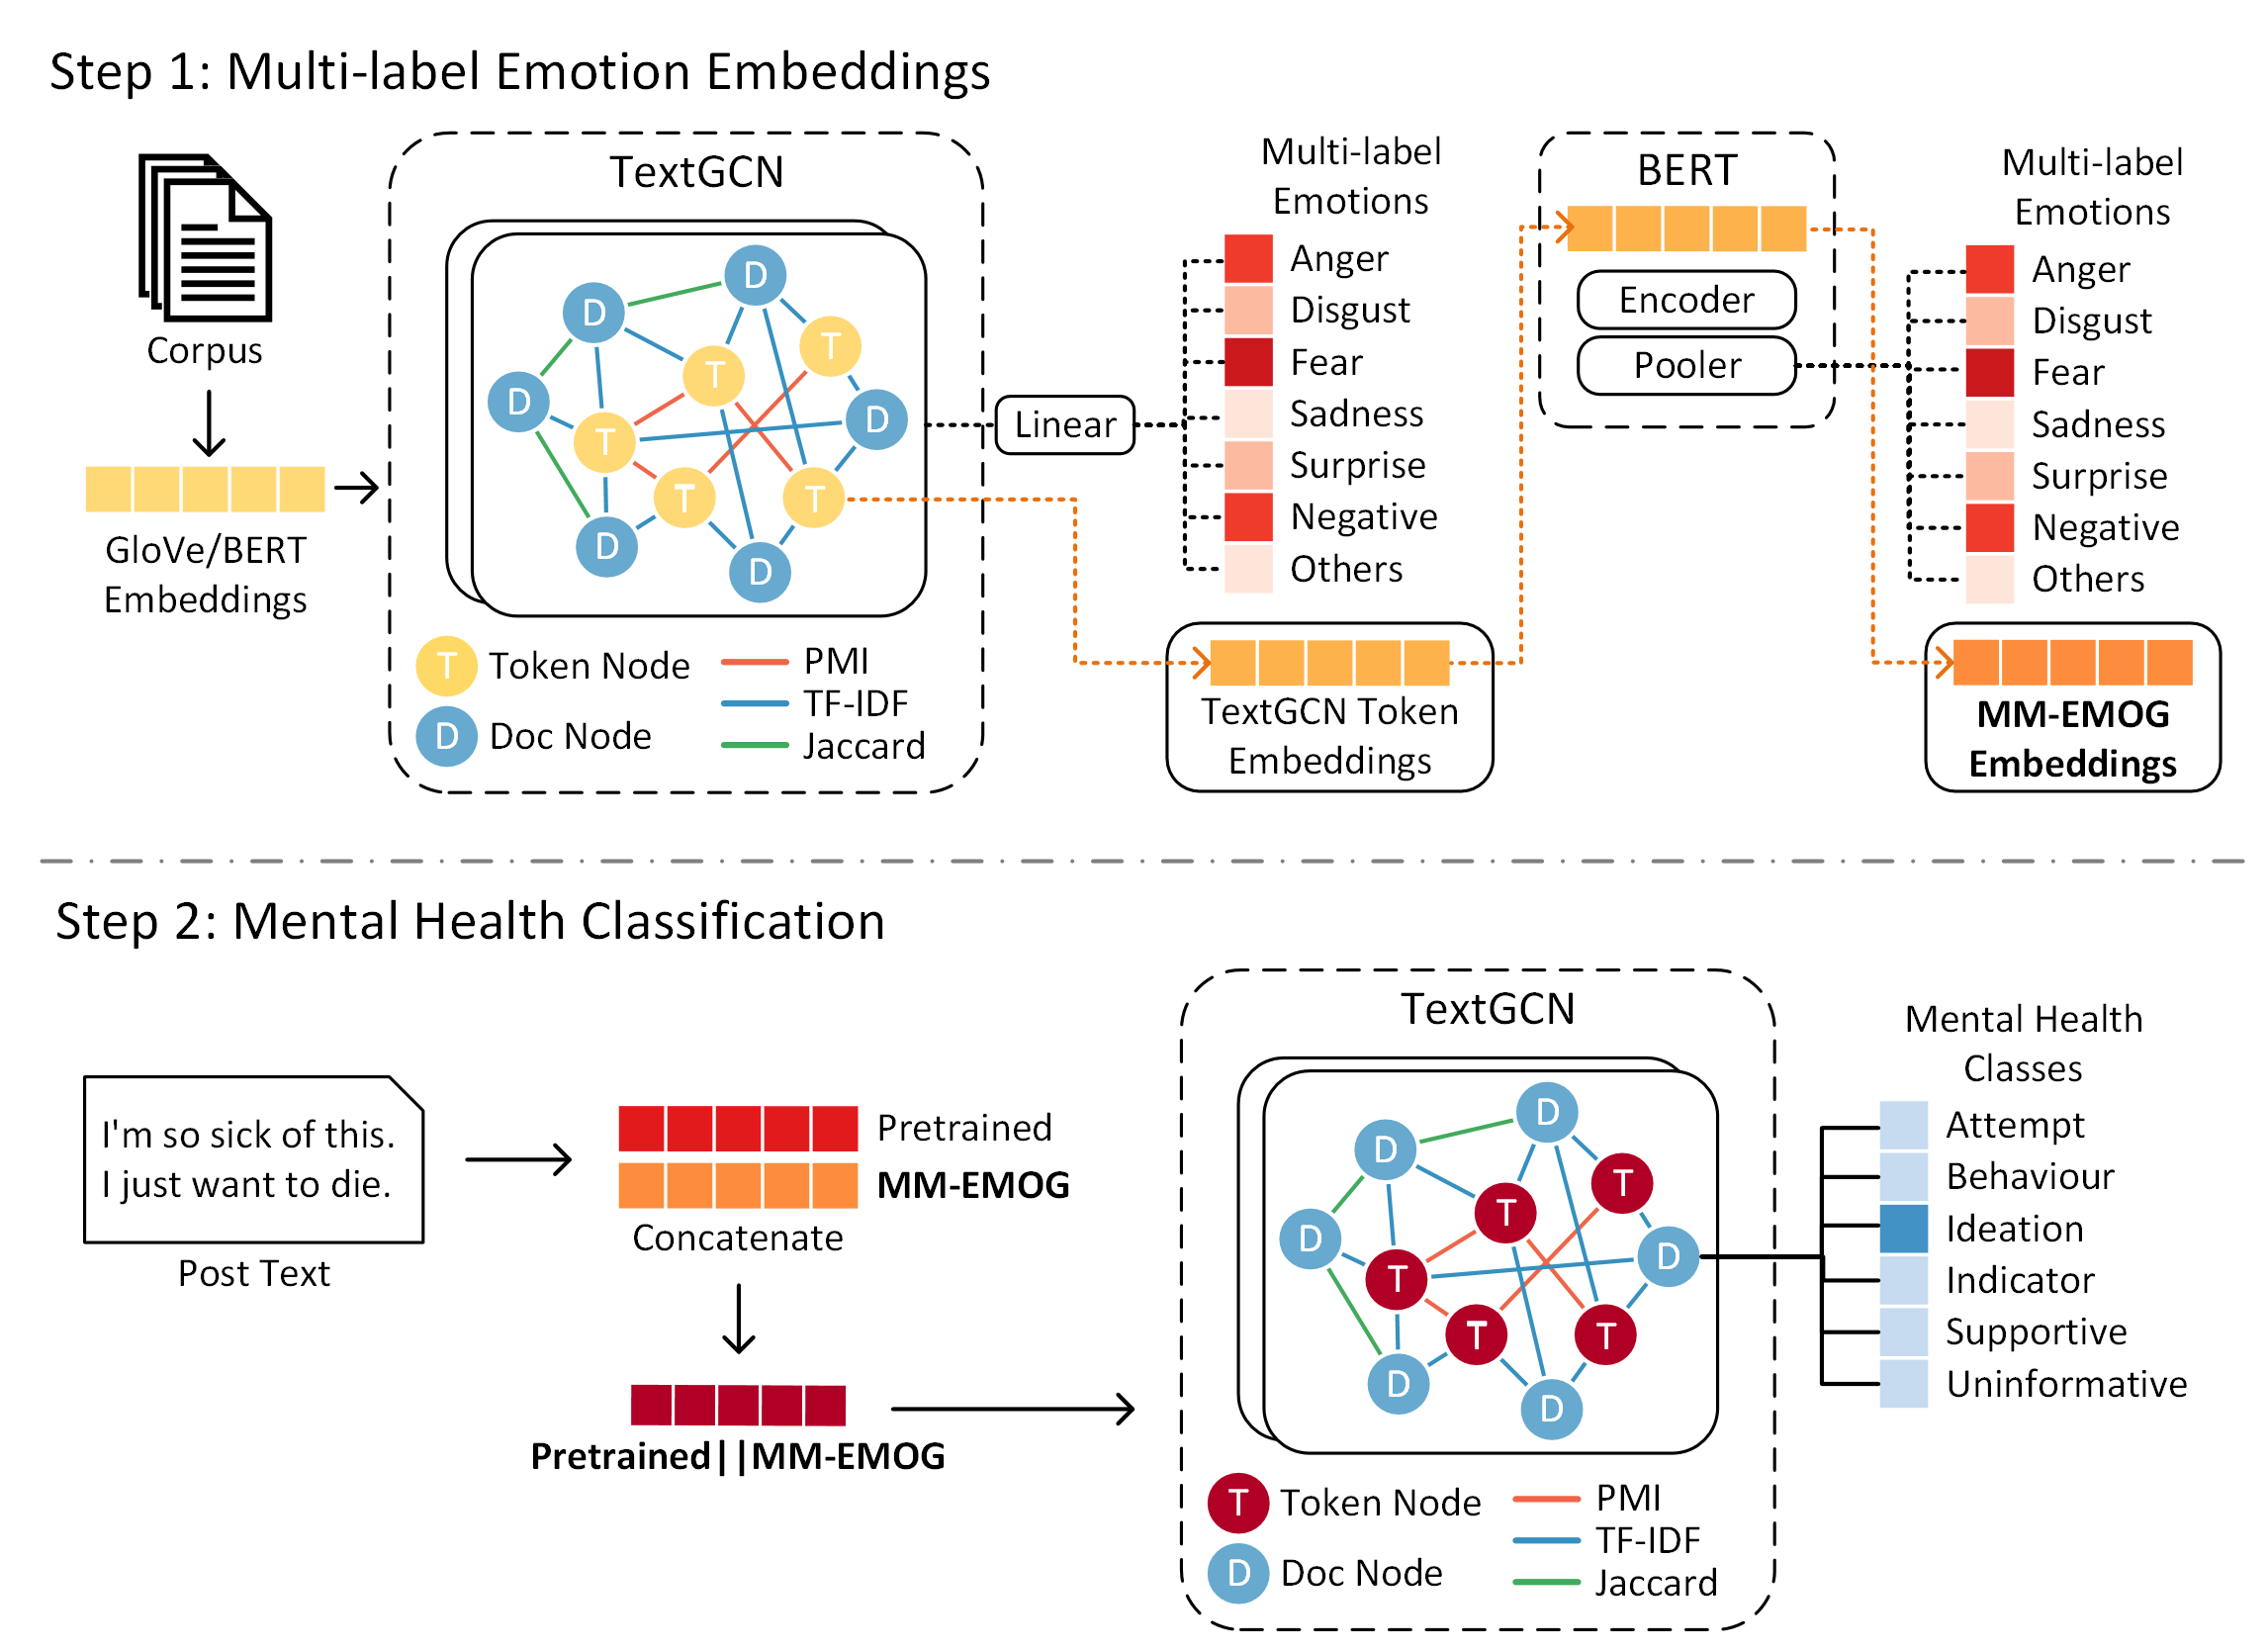 Step 1: Multi-label Emotion Embeddings
Corpus
GloVe/BERT
Embeddings
TextGCN
D
D
T
T
D
D
T
T
T
D
D
T Token Node
D Doc Node
PMI
TF-IDF
Jaccard
Linear
Multi-label
Emotions
Anger
Disgust
Fear
Sadness
Surprise
Negative
Others
TextGCN Token
Embeddings
BERT
Encoder
Pooler
Multi-label
Emotions
Anger
Disgust
Fear
Sadness
Surprise
Negative
Others
MM-EMOG
Embeddings
Step 2: Mental Health Classification
I'm so sick of this.
I just want to die.
Post Text
Pretrained
MM-EMOG
Concatenate
Pretrained||MM-EMOG
TextGCN
D
D
T
T
D
D
T
T
T
D
D
T Token Node
D Doc Node
PMI
TF-IDF
Jaccard
Mental Health
Classes
Attempt
Behaviour
Ideation
Indicator
Supportive
Uninformative